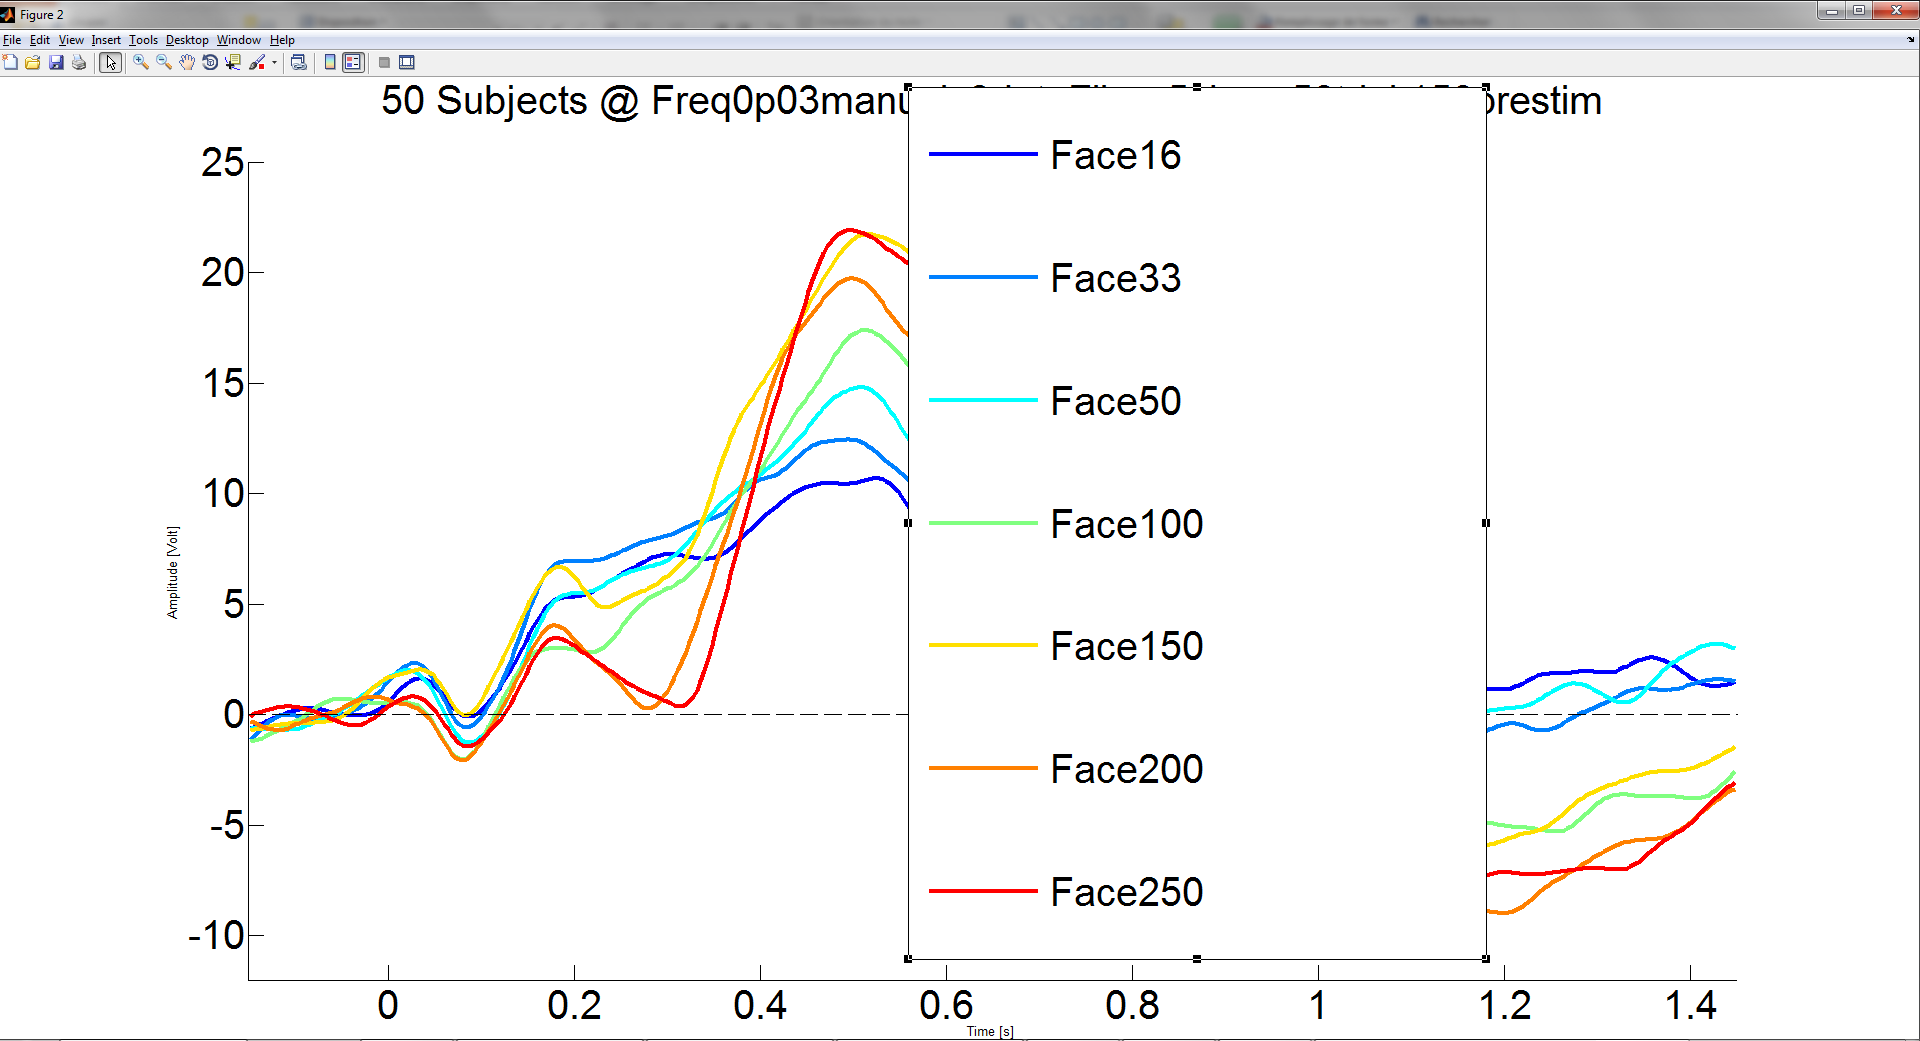 Figure 2
File Edit View Insert Tools Desktop Window Help
50 Subjects @ Freq0p03manu prestim
25
20
15
10
5
0
-5
-10
Amplitude [Volt]
Face16
Face33
Face50
Face100
Face150
Face200
Face250
0 0.2 0.4 0.6 0.8 1 1.2 1.4
Time [s]